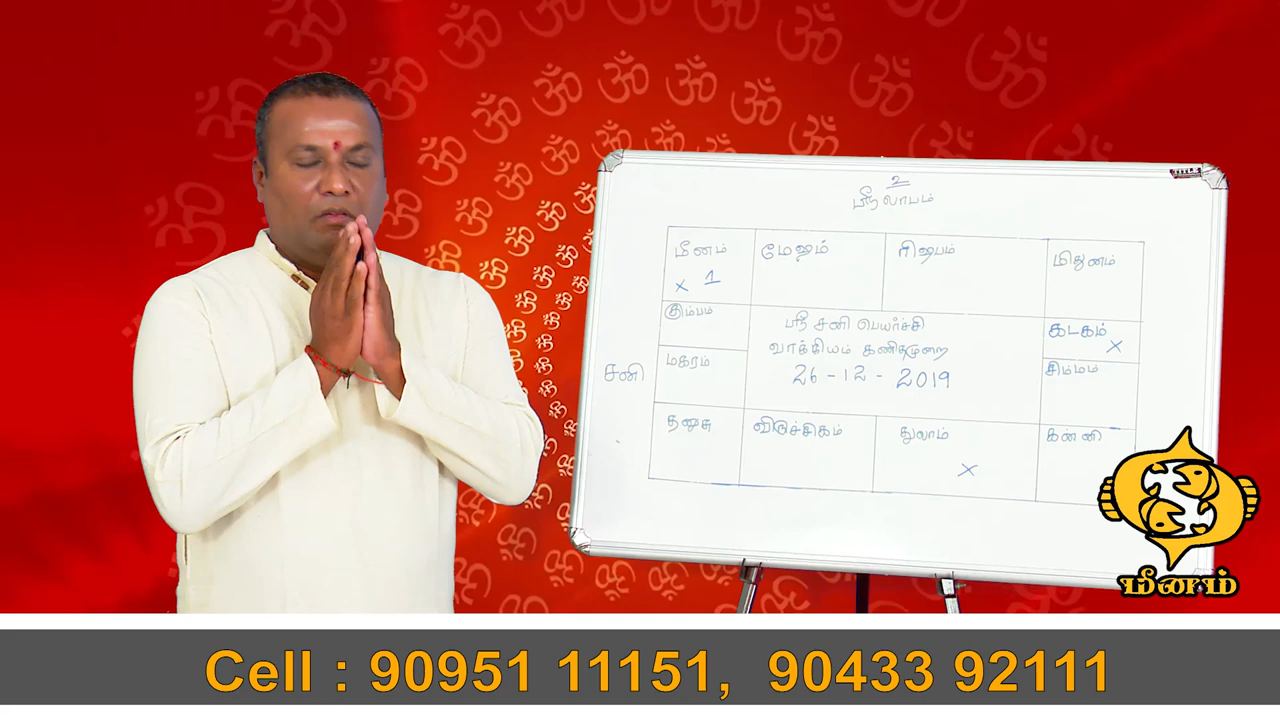 உ
ஸ்ரீகுரு லாபம்
மீனம் மேஷம் ரிஷபம் மிதுனம்
x 1
கும்பம்
ஸ்ரீ சனி பெயர்ச்சி
கடகம் x
வாக்கியம் கணிதமுறை
சனி மகரம்
26-12-2019
சிம்மம்
தனுசு விருச்சிகம் துலாம் கன்னி
x
மீனம்
Cell : 90951 11151, 90433 92111